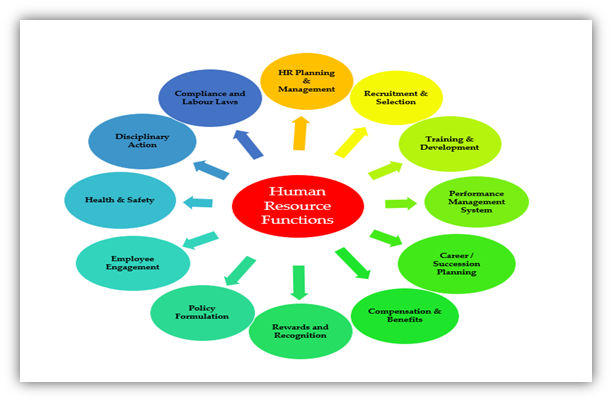 HR Planning
&
Management
Recruitment &
Selection
Training &
Development
Performance
Management
System
Career /
Succession
Planning
Compensation &
Benefits
Rewards and
Recognition
Policy
Formulation
Employee
Engagement
Health & Safety
Disciplinary
Action
Compliance and
Labour Laws
Human
Resource
Functions